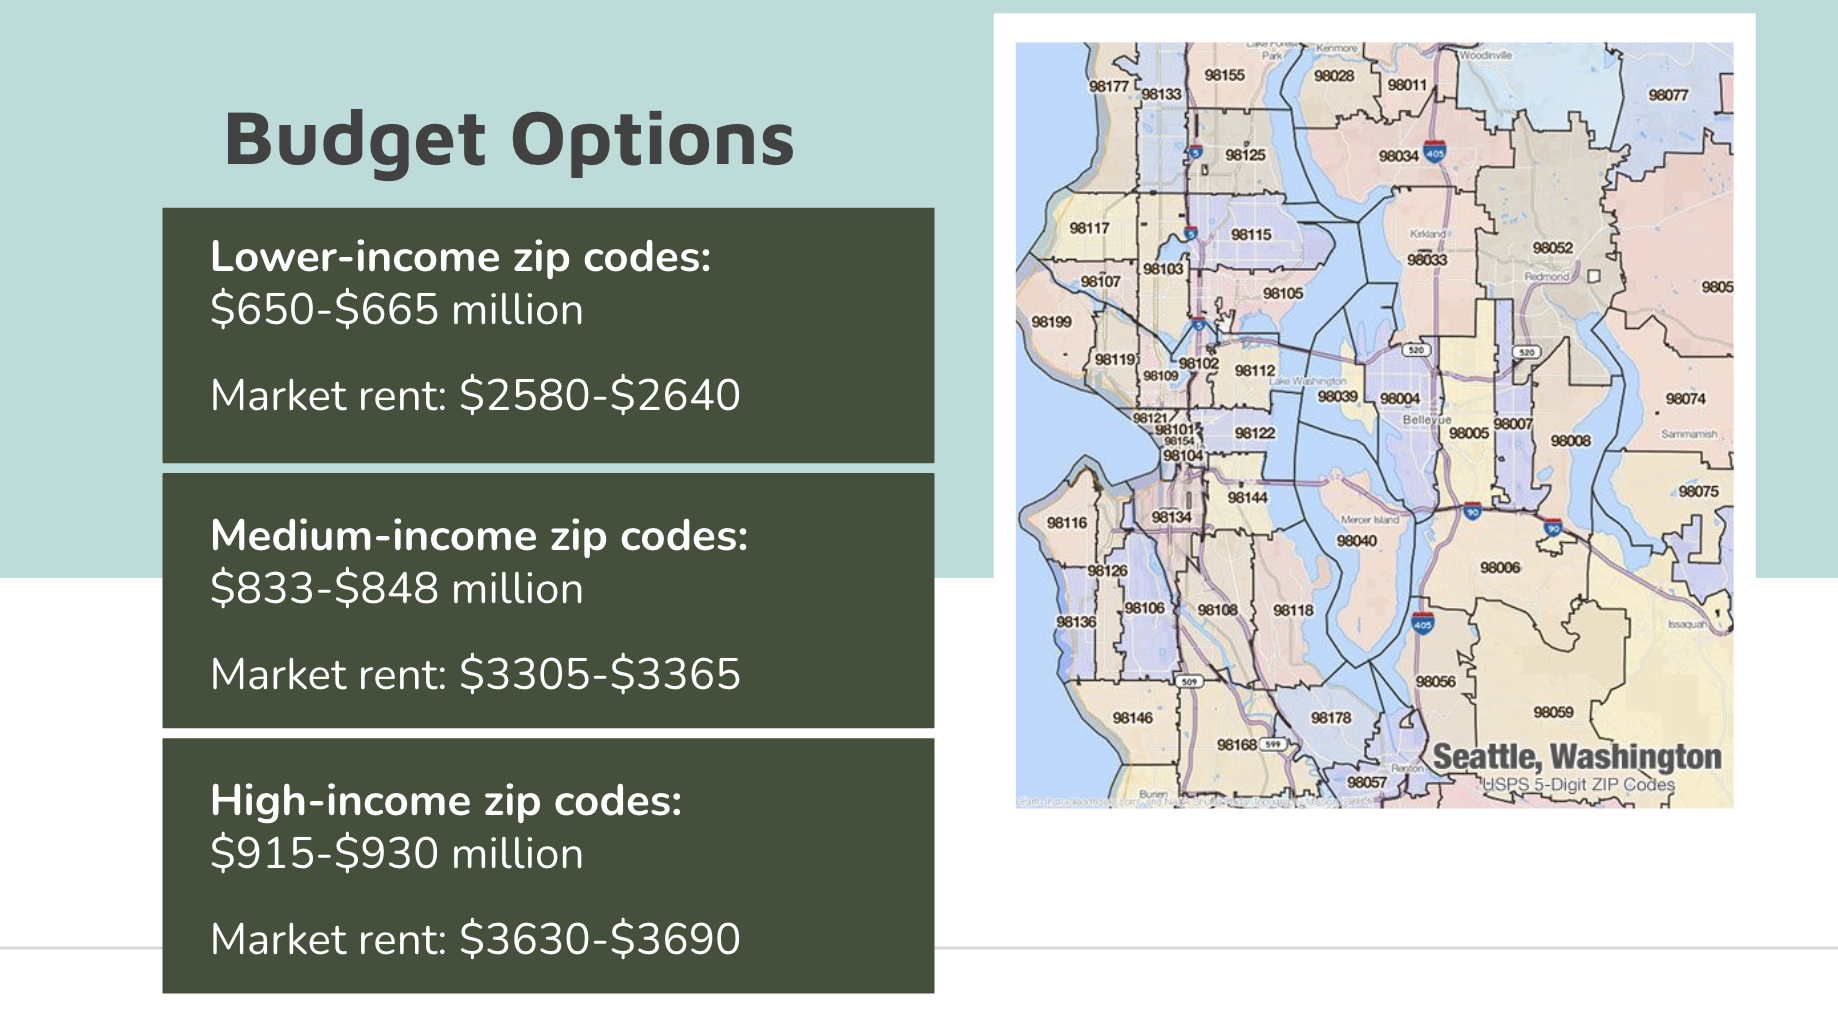 Budget Options
Lower-income zip codes:
$650-$665 million
Market rent: $2580-$2640
Medium-income zip codes:
$833-$848 million
Market rent: $3305-$3365
High-income zip codes:
$915-$930 million
Market rent: $3630-$3690
Lake Forest
Park
Kenmore
Woodinville
98177
98133
98155
98028
98011
98077
5
98125
98034
405
98117
5
98115
Kirkland
98033
98052
Redmond
98103
98107
98105
9805
98199
5
98119
98102
98109
98112
520
520
Lake Washington
98039
98004
98074
Bellevue
98121
98101
98154
98104
98122
98005
98007
98008
Sammamish
98144
98075
98116
98134
Mercer Island
98040
90
90
98126
98006
98106
98108
98118
98136
405
Issaquah
509
98056
98146
98178
98059
98168
599
Renton
98057
Burien
Seattle, Washington
USPS 5-Digit ZIP Codes